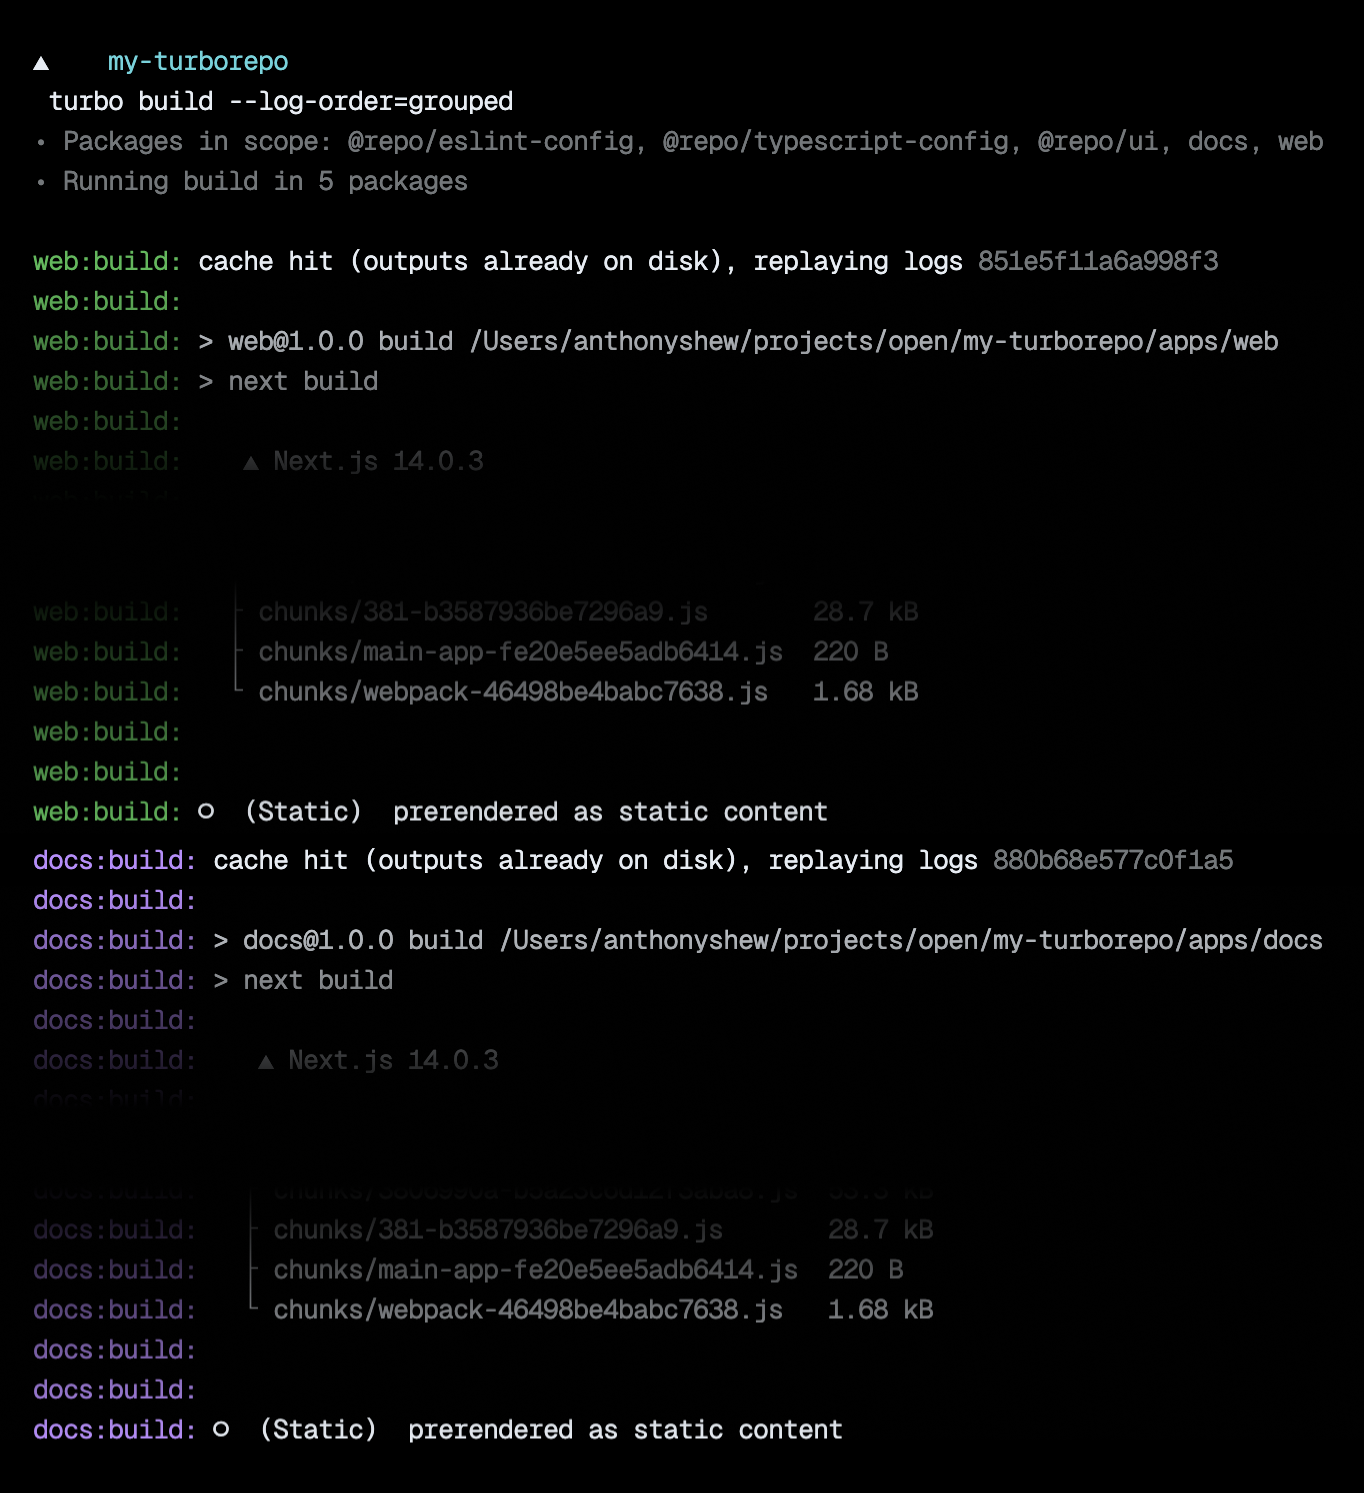 ▲ my-turborepo
turbo build --log-order=grouped
• Packages in scope: @repo/eslint-config, @repo/typescript-config, @repo/ui, docs, web
• Running build in 5 packages
web:build: cache hit (outputs already on disk), replaying logs 851e5f11a6a998f3
web:build:
web:build: > web@1.0.0 build /Users/anthonyshew/projects/open/my-turborepo/apps/web
web:build: > next build
web:build:
web:build: ▲ Next.js 14.0.3
web:build:
web:build: ├ chunks/381-b3587936be7296a9.js 28.7 kB
web:build: ├ chunks/main-app-fe20e5ee5adb6414.js 220 B
web:build: └ chunks/webpack-46498be4babc7638.js 1.68 kB
web:build:
web:build:
web:build: ○ (Static) prerendered as static content
docs:build: cache hit (outputs already on disk), replaying logs 880b68e577c0f1a5
docs:build:
docs:build: > docs@1.0.0 build /Users/anthonyshew/projects/open/my-turborepo/apps/docs
docs:build: > next build
docs:build:
docs:build: ▲ Next.js 14.0.3
docs:build:
docs:build: 53.3 kB
docs:build: ├ chunks/381-b3587936be7296a9.js 28.7 kB
docs:build: ├ chunks/main-app-fe20e5ee5adb6414.js 220 B
docs:build: └ chunks/webpack-46498be4babc7638.js 1.68 kB
docs:build:
docs:build:
docs:build: ○ (Static) prerendered as static content